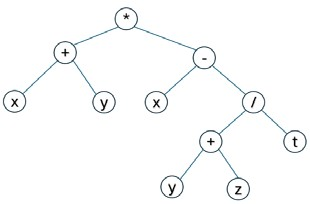 *
+ -
x y x /
+ t
y z